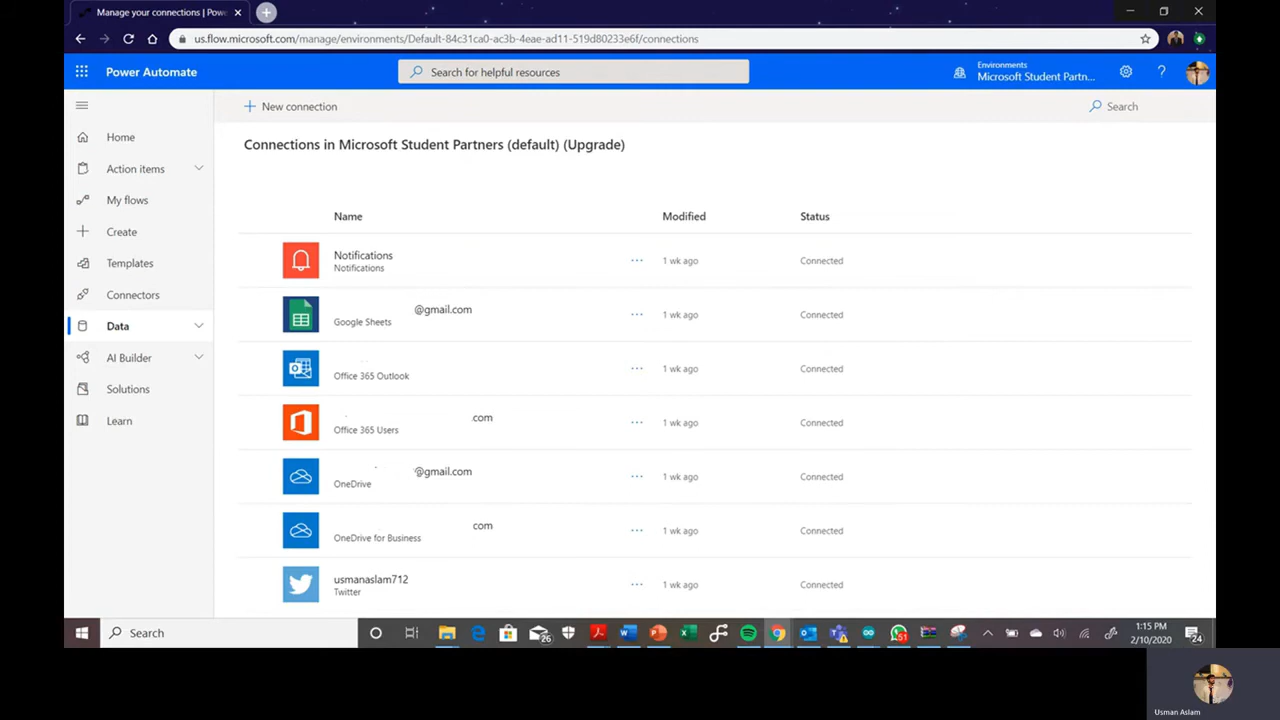 Manage your connections | Pow
us.flow.microsoft.com/manage/environments/Default-84c31ca0-ac3b-4eae-ad11-519d80233e6f/connections
Power Automate
Search for helpful resources
Environments
Microsoft Student Partn...
New connection
Search
Connections in Microsoft Student Partners (default) (Upgrade)
Home
Action items
My flows
Create
Templates
Connectors
Data
AI Builder
Solutions
Learn
Name Modified Status
Notifications
Notifications
1 wk ago Connected
@gmail.com
Google Sheets
1 wk ago Connected
Office 365 Outlook
1 wk ago Connected
.com
Office 365 Users
1 wk ago Connected
@gmail.com
OneDrive
1 wk ago Connected
com
OneDrive for Business
1 wk ago Connected
usmanaslam712
Twitter
1 wk ago Connected
Search
26
51
1:15 PM
2/10/2020
24
Usman Aslam